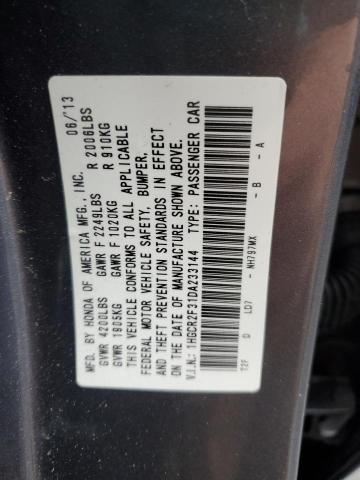 MFD. BY HONDA OF AMERICA MFG., INC. 06/'13
GVWR 4200LBS GAWR F 2249LBS R 2006LBS
GVWR 1905KG GAWR F 1020KG R 910KG
THIS VEHICLE CONFORMS TO ALL APPLICABLE
FEDERAL MOTOR VEHICLE SAFETY, BUMPER,
AND THEFT PREVENTION STANDARDS IN EFFECT
ON THE DATE OF MANUFACTURE SHOWN ABOVE.
1HGCR2F31DA233144 TYPE: PASSENGER CAR
T2F D LD7 - NH797MX - B - A